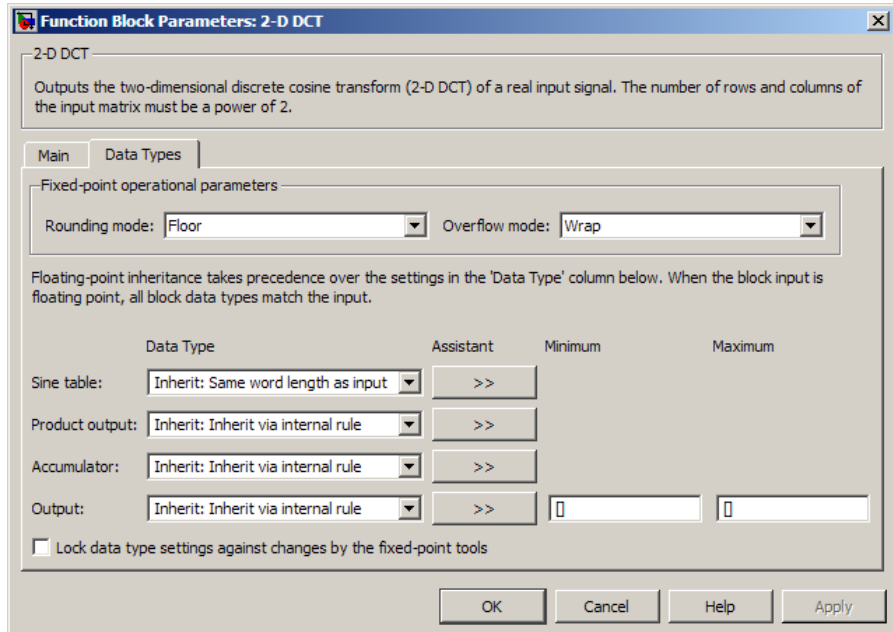 Function Block Parameters: 2-D DCT
2-D DCT
Outputs the two-dimensional discrete cosine transform (2-D DCT) of a real input signal. The number of rows and columns of
the input matrix must be a power of 2.
Main Data Types
Fixed-point operational parameters
Rounding mode: Floor Overflow mode: Wrap
Floating-point inheritance takes precedence over the settings in the 'Data Type' column below. When the block input is
floating point, all block data types match the input.
Data Type Assistant Minimum Maximum
Sine table: Inherit: Same word length as input >>
Product output: Inherit: Inherit via internal rule >>
Accumulator: Inherit: Inherit via internal rule >>
Output: Inherit: Inherit via internal rule >> [] []
Lock data type settings against changes by the fixed-point tools
OK Cancel Help Apply